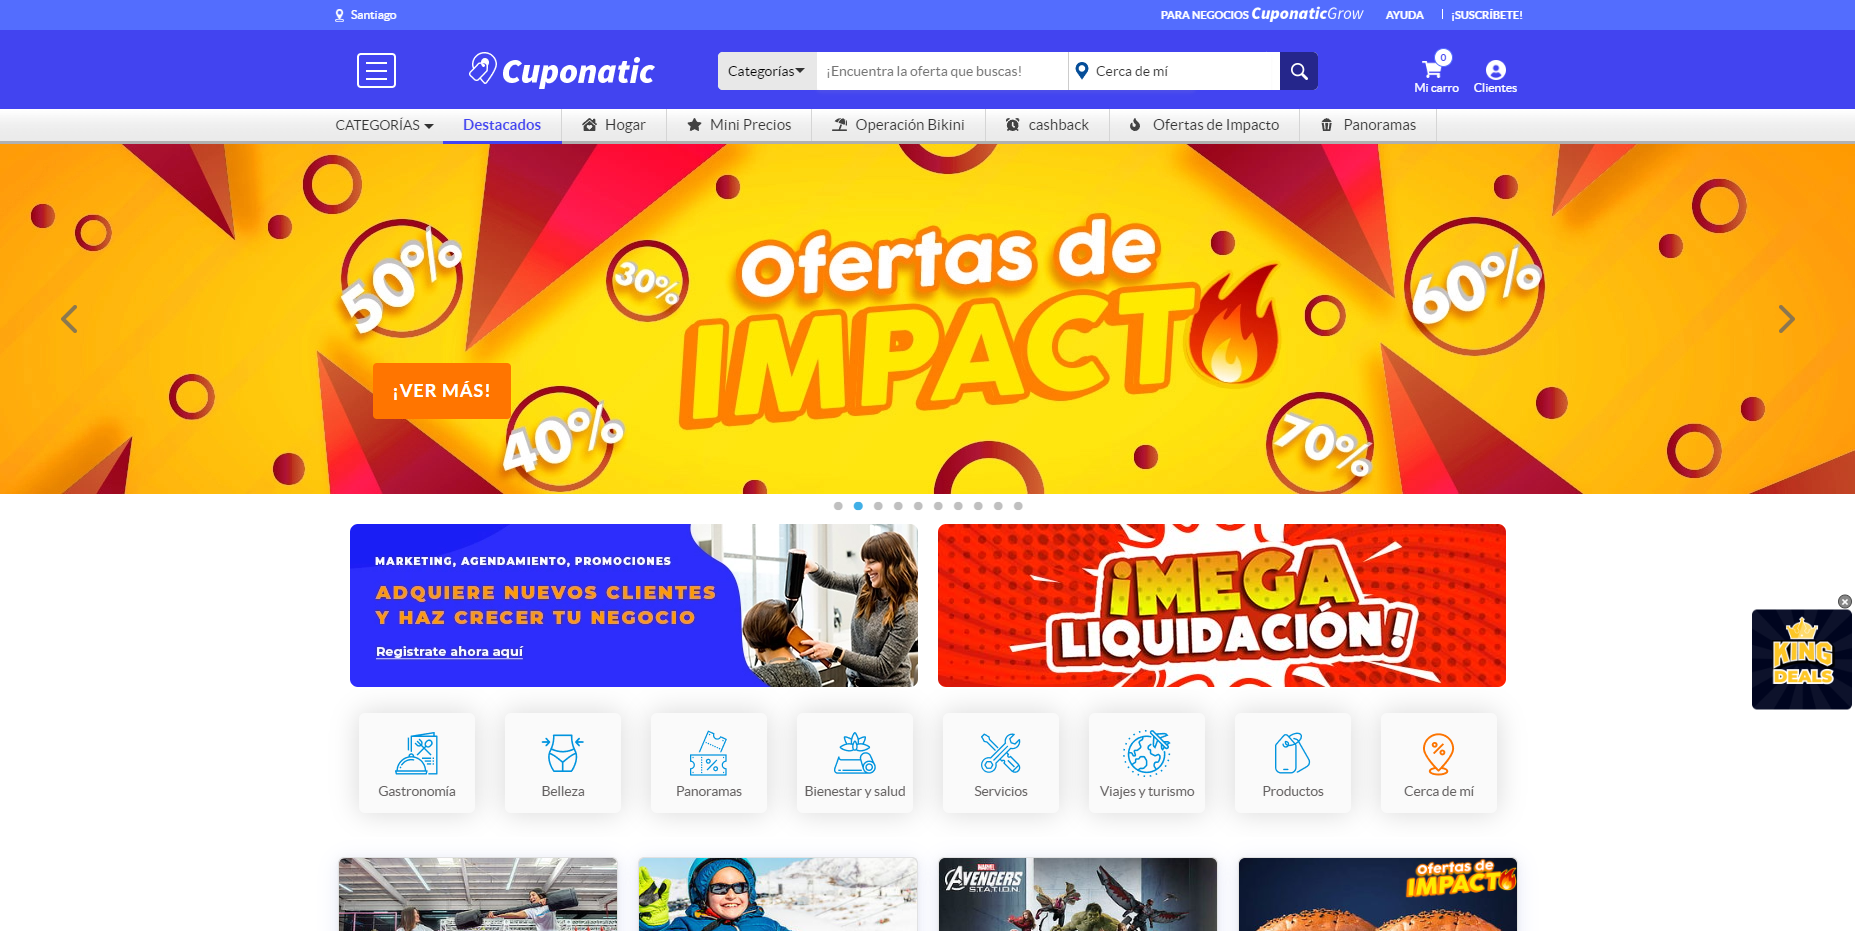 Santiago
PARA NEGOCIOS CuponaticGrow
AYUDA
¡SUSCRÍBETE!
Cuponatic
Categorías
¡Encuentra la oferta que buscas!
Cerca de mí
0
Mi carro
Clientes
CATEGORÍAS
Destacados
Hogar
Mini Precios
Operación Bikini
cashback
Ofertas de Impacto
Panoramas
50%
30%
Ofertas de
IMPACTO
60%
¡VER MÁS!
40%
70%
MARKETING, AGENDAMIENTO, PROMOCIONES
ADQUIERE NUEVOS CLIENTES
Y HAZ CRECER TU NEGOCIO
Registrate ahora aquí
¡MEGA
LIQUIDACIÓN!
KING
DEALS
Gastronomía
Belleza
Panoramas
Bienestar y salud
Servicios
Viajes y turismo
Productos
Cerca de mí
MARVEL
AVENGERS
S.T.A.T.I.O.N.
Ofertas de
IMPACTO